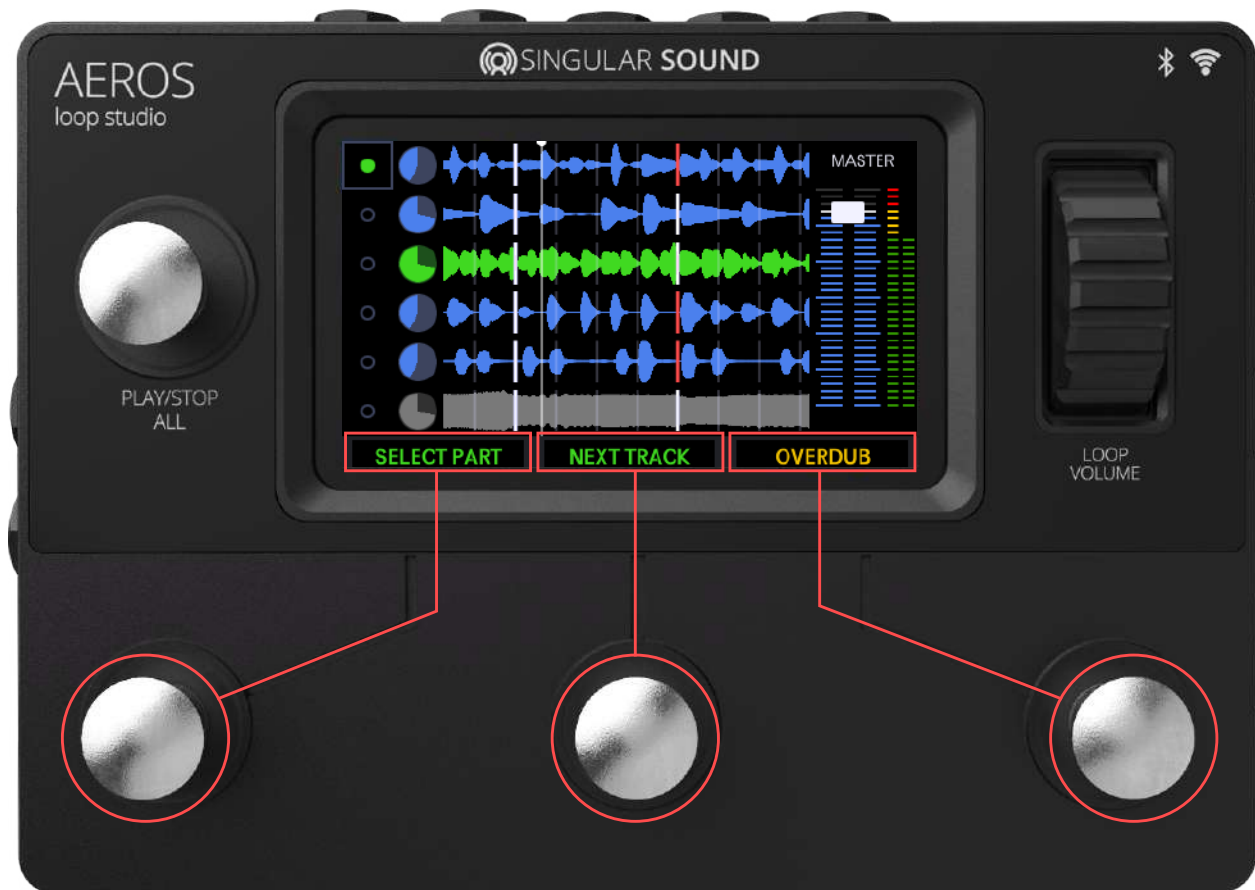 AEROS
loop studio
SINGULAR SOUND
MASTER
PLAY/STOP
ALL
SELECT PART
NEXT TRACK
OVERDUB
LOOP
VOLUME